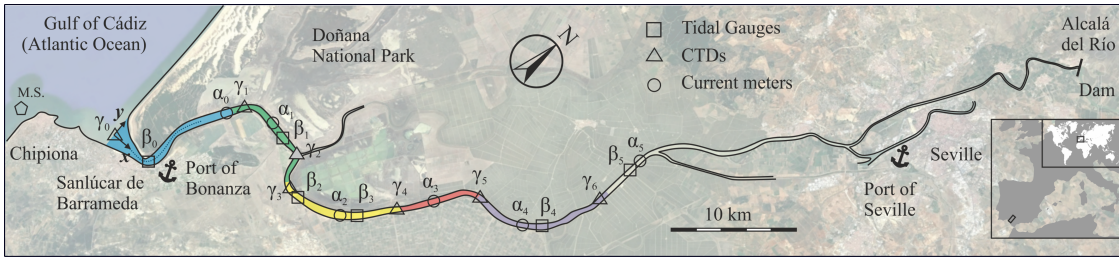 Gulf of Cádiz
(Atlantic Ocean)
Doñana
National Park
N
Tidal Gauges
CTDs
Current meters
Alcalá
del Río
Dam
M.S.
γ0
y
x
β0
α0
γ1
α1
β1
γ2
Chipiona
Sanlúcar de
Barrameda
Port of
Bonanza
γ3
β2
α2
β3
γ4
α3
γ5
α4
β4
γ6
β5
α5
10 km
Port of
Seville
Seville